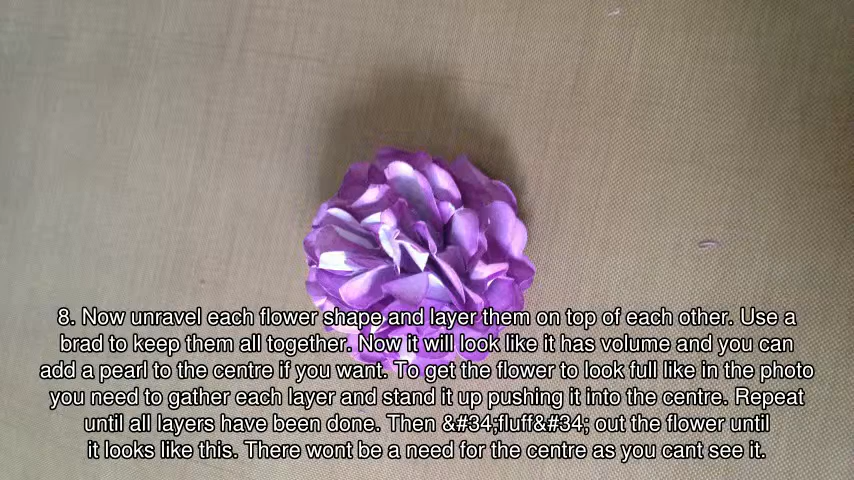 8. Now unravel each flower shape and layer them on top of each other. Use a
brad to keep them all together. Now it will look like it has volume and you can
add a pearl to the centre if you want. To get the flower to look full like in the photo
you need to gather each layer and stand it up pushing it into the centre. Repeat
until all layers have been done. Then &#34;fluff&#34; out the flower until
it looks like this. There wont be a need for the centre as you cant see it.